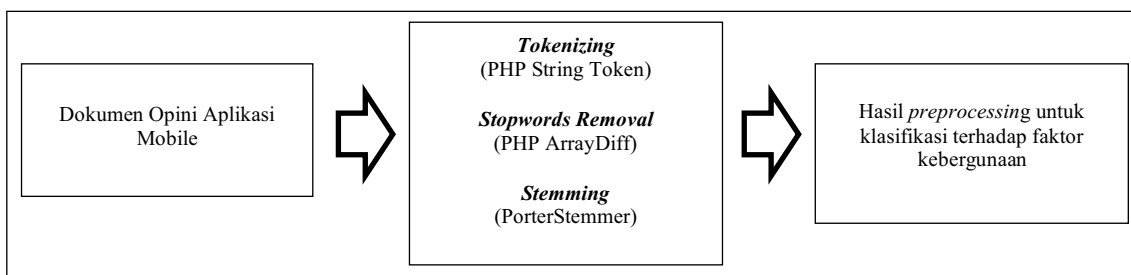 Dokumen Opini Aplikasi
Mobile
Tokenizing
(PHP String Token)
Stopwords Removal
(PHP ArrayDiff)
Stemming
(PorterStemmer)
Hasil preprocessing untuk
klasifikasi terhadap faktor
kebergunaan